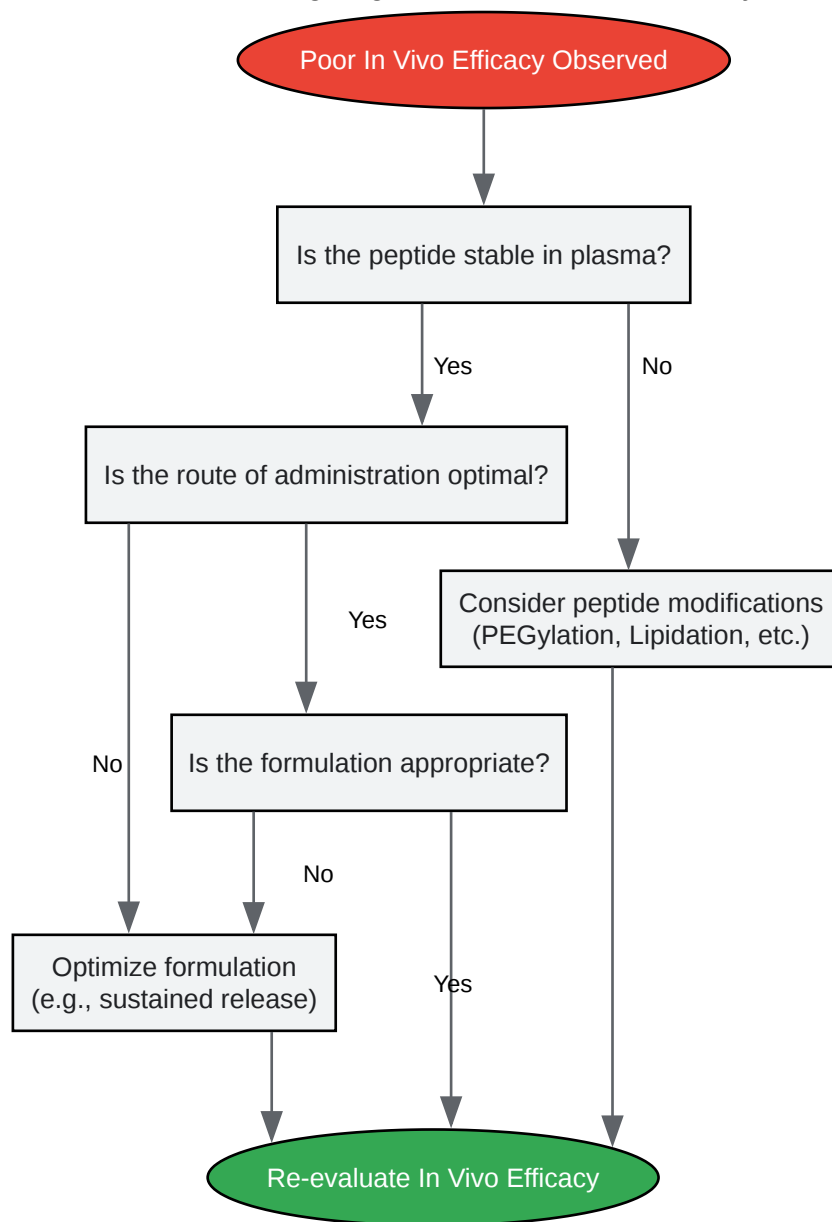 Poor In Vivo Efficacy Observed
Is the peptide stable in plasma?
Yes
No
Is the route of administration optimal?
Consider peptide modifications
(PEGylation, Lipidation, etc.)
Yes
No
Is the formulation appropriate?
No
Optimize formulation
(e.g., sustained release)
Yes
Re-evaluate In Vivo Efficacy